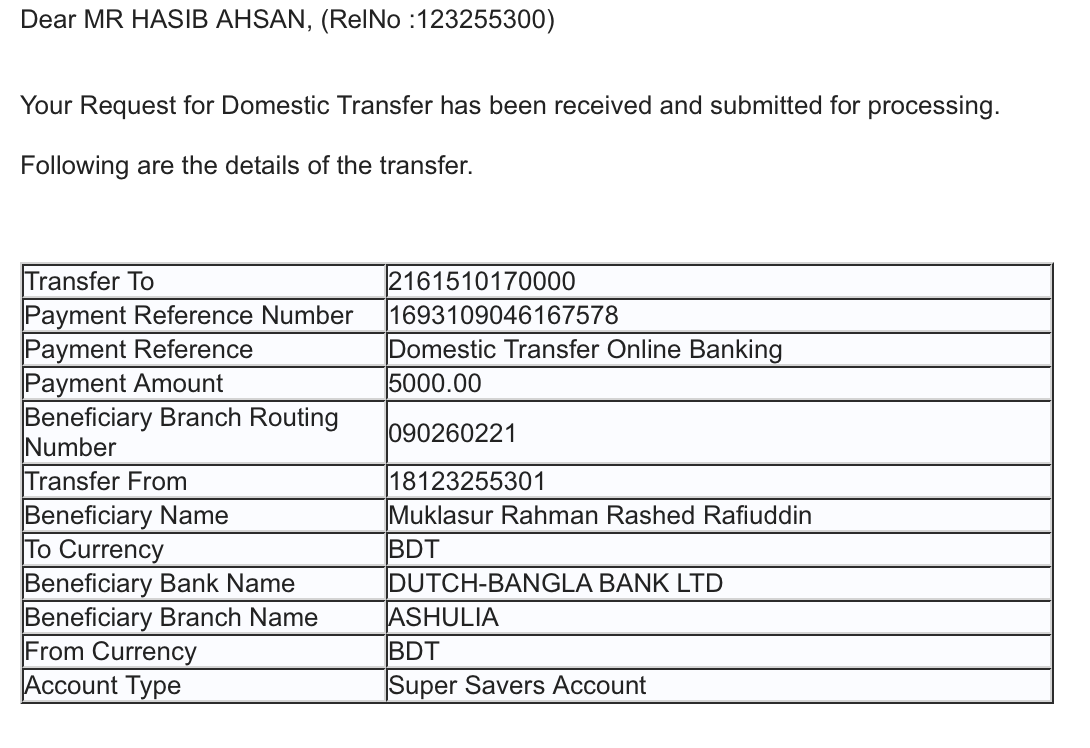 Dear MR HASIB AHSAN, (RelNo :123255300)
Your Request for Domestic Transfer has been received and submitted for processing.
Following are the details of the transfer.
Transfer To 2161510170000
Payment Reference Number 1693109046167578
Payment Reference Domestic Transfer Online Banking
Payment Amount 5000.00
Beneficiary Branch Routing
Number 090260221
Transfer From 18123255301
Beneficiary Name Muklasur Rahman Rashed Rafiuddin
To Currency BDT
Beneficiary Bank Name DUTCH-BANGLA BANK LTD
Beneficiary Branch Name ASHULIA
From Currency BDT
Account Type Super Savers Account